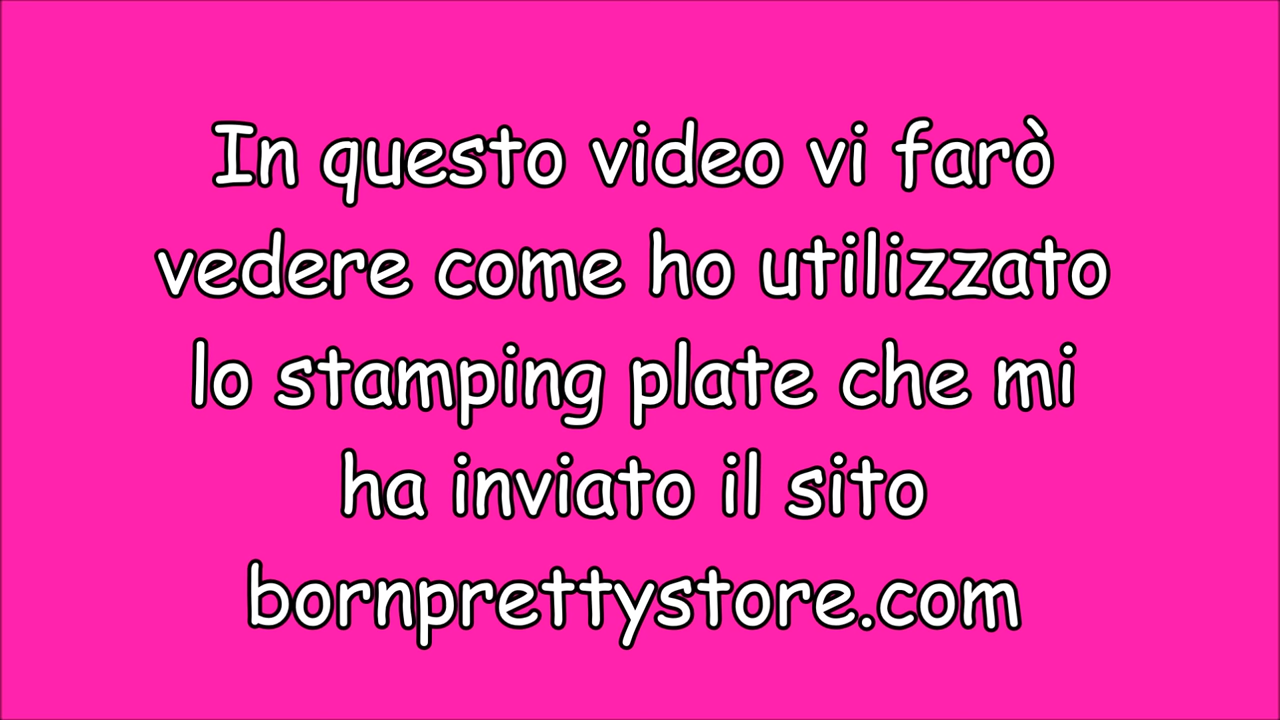 In questo video vi farò
vedere come ho utilizzato
lo stamping plate che mi
ha inviato il sito
bornprettystore.com